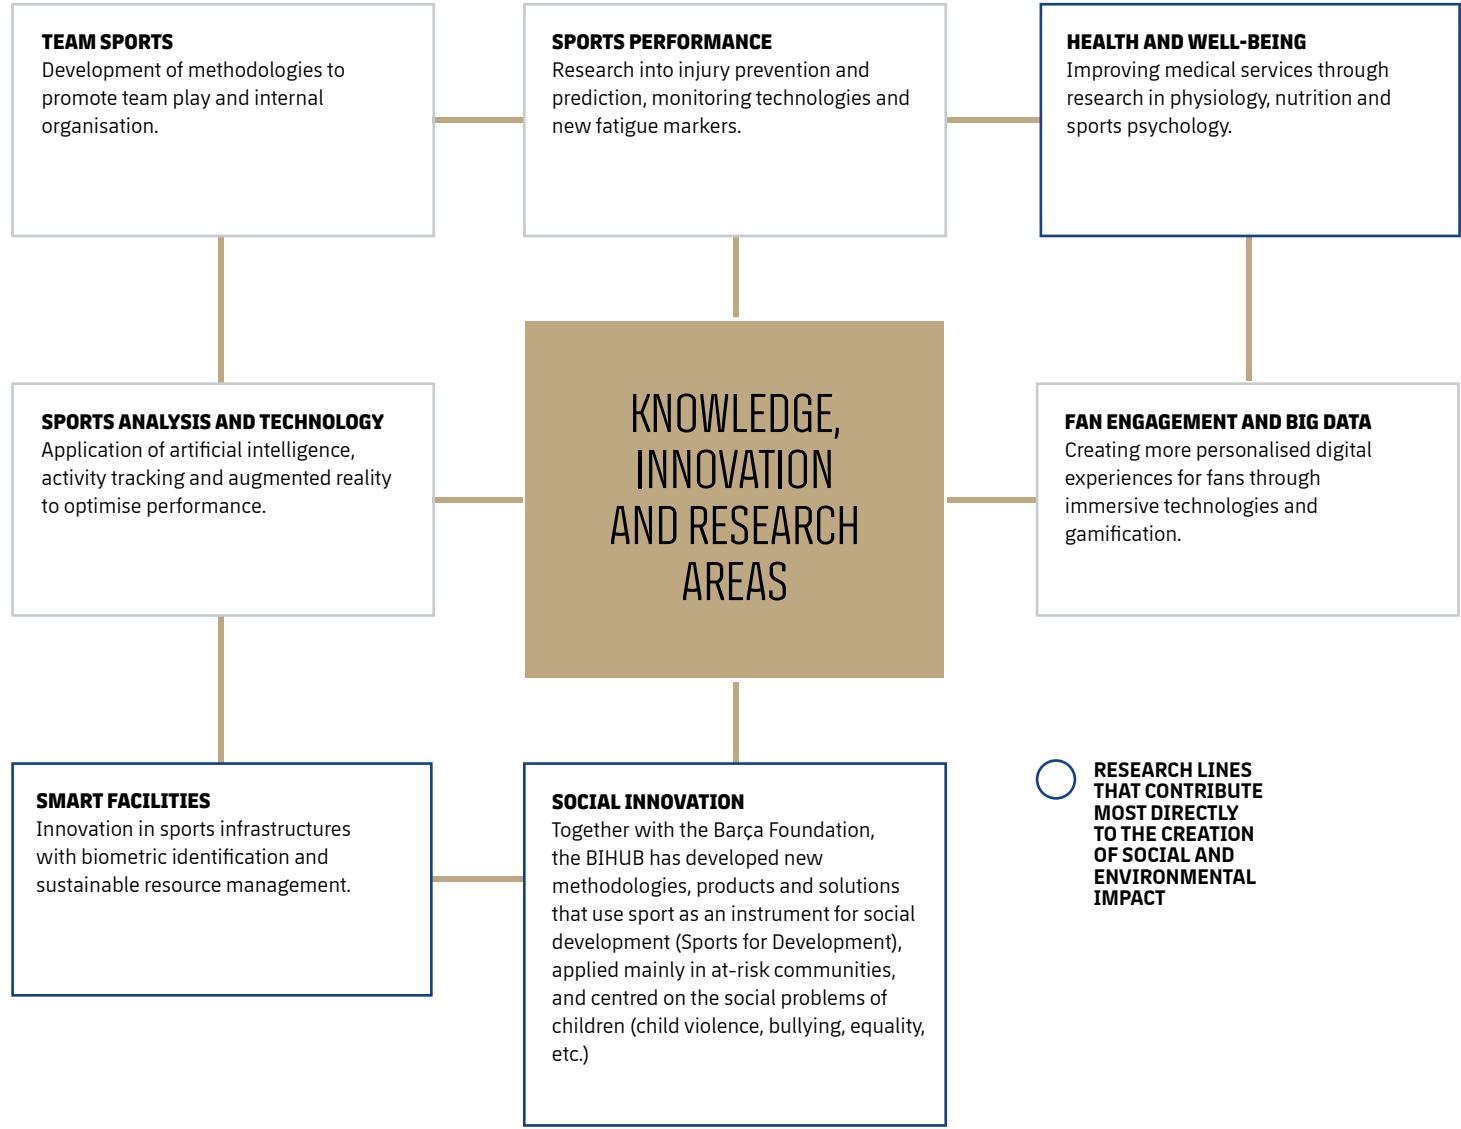 TEAM SPORTS
Development of methodologies to
promote team play and internal
organisation.
SPORTS PERFORMANCE
Research into injury prevention and
prediction, monitoring technologies and
new fatigue markers.
HEALTH AND WELL-BEING
Improving medical services through
research in physiology, nutrition and
sports psychology.
SPORTS ANALYSIS AND TECHNOLOGY
Application of artificial intelligence,
activity tracking and augmented reality
to optimise performance.
KNOWLEDGE,
INNOVATION
AND RESEARCH
AREAS
FAN ENGAGEMENT AND BIG DATA
Creating more personalised digital
experiences for fans through
immersive technologies and
gamification.
SMART FACILITIES
Innovation in sports infrastructures
with biometric identification and
sustainable resource management.
SOCIAL INNOVATION
Together with the Barça Foundation,
the BIHUB has developed new
methodologies, products and solutions
that use sport as an instrument for social
development (Sports for Development),
applied mainly in at-risk communities,
and centred on the social problems of
children (child violence, bullying, equality,
etc.)
RESEARCH LINES
THAT CONTRIBUTE
MOST DIRECTLY
TO THE CREATION
OF SOCIAL AND
ENVIRONMENTAL
IMPACT